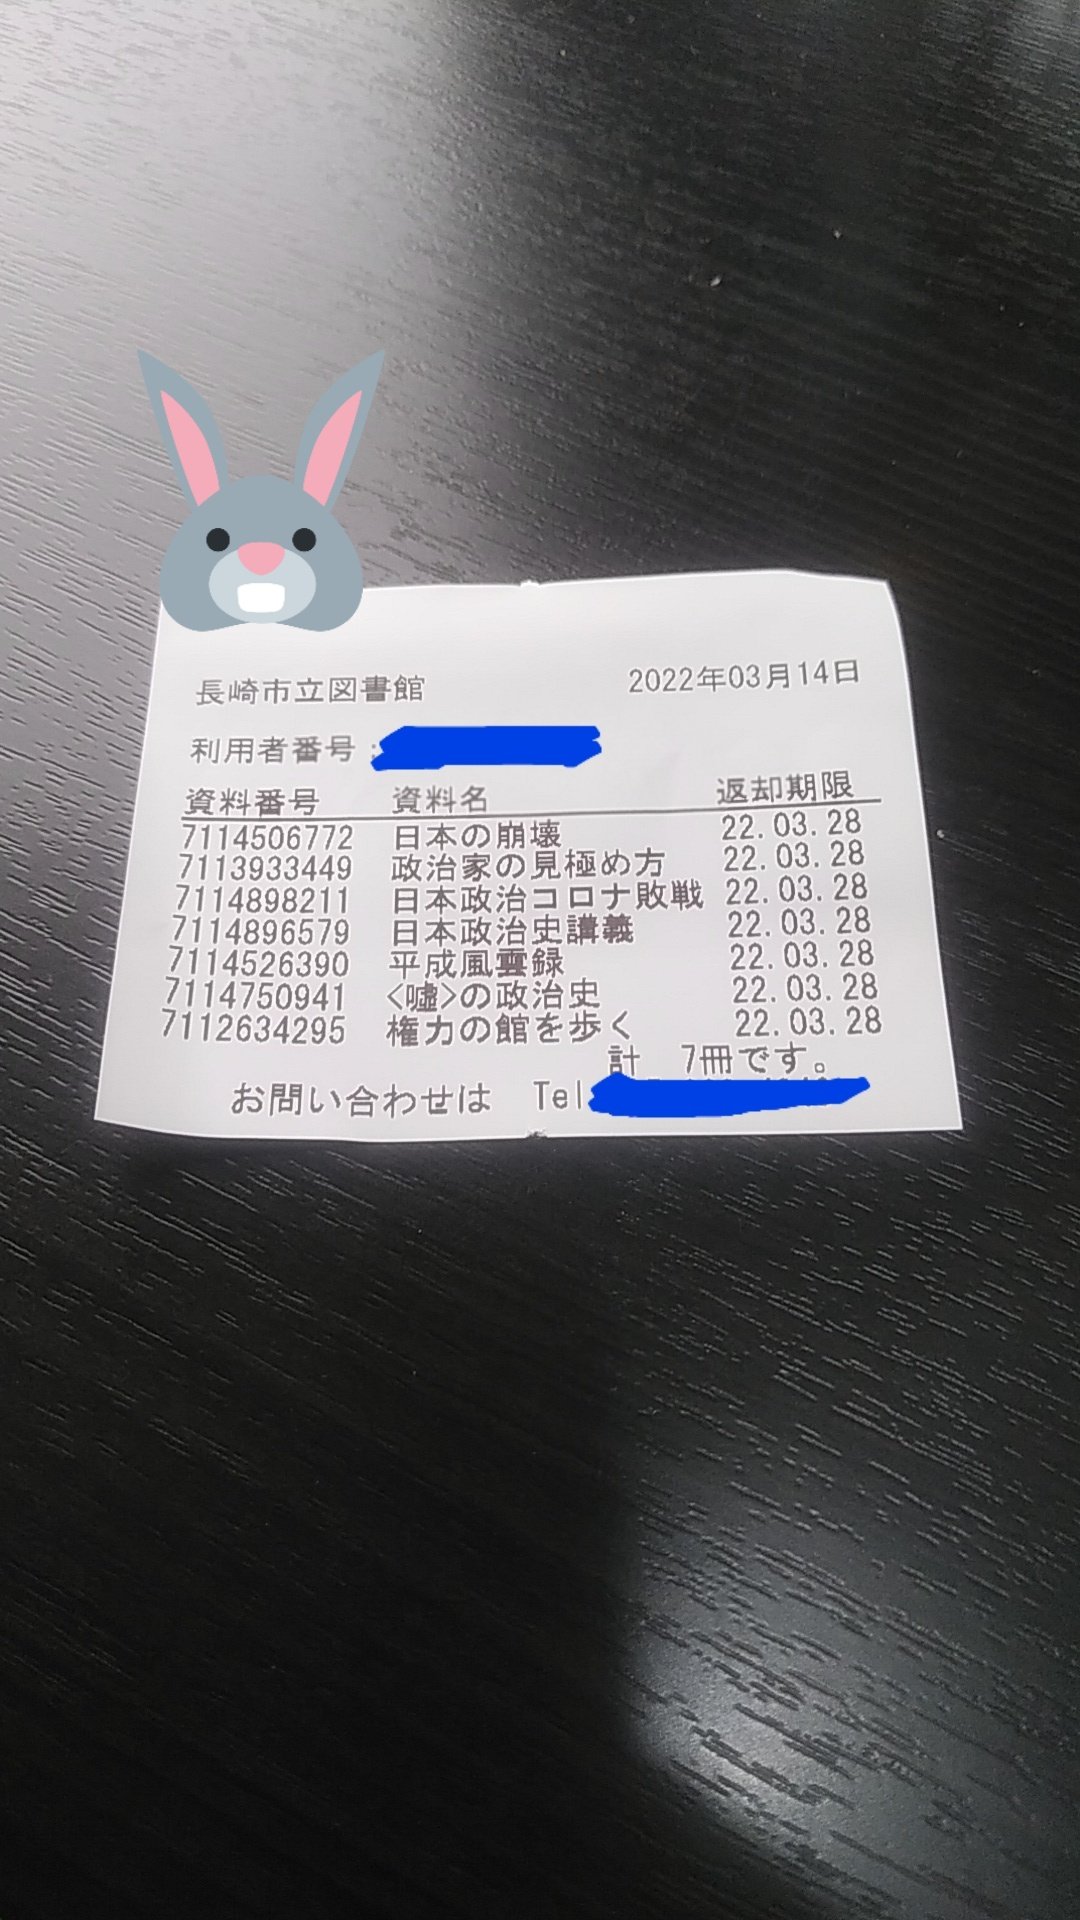 長崎市立図書館 2022年03月14日
利用者番号:
資料番号 資料名 返却期限
7114506772 日本の崩壊 22.03.28
7113933449 政治家の見極め方 22.03.28
7114898211 日本政治コロナ敗戦 22.03.28
7114896579 日本政治史講義 22.03.28
7114526390 平成風雲録 22.03.28
7114750941 <嘘>の政治史 22.03.28
7112634295 権力の館を歩く 22.03.28
計 7冊です。
お問い合わせは Tel